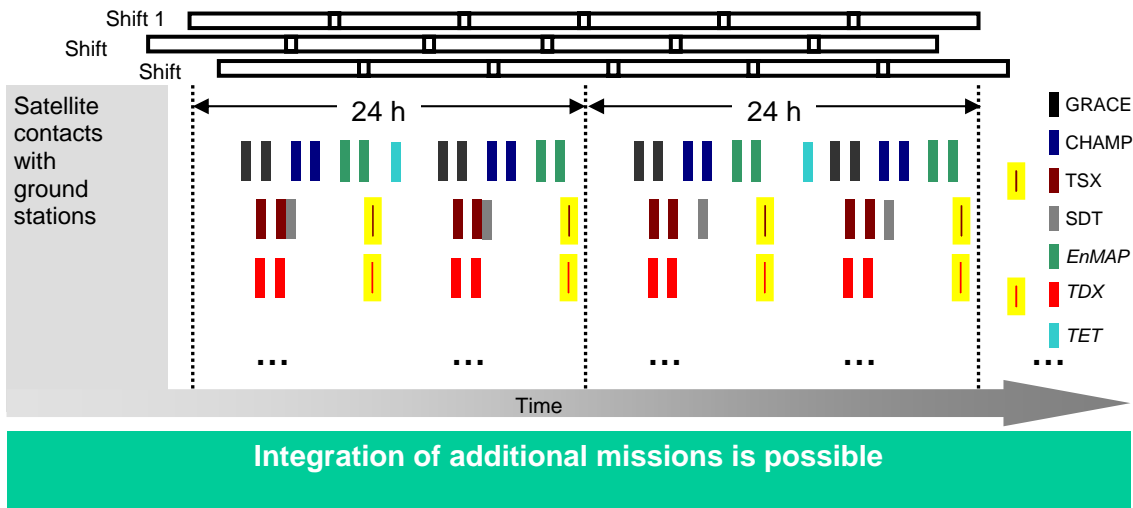 Shift 1
Shift
Shift
Satellite
contacts
with
ground
stations
24 h
24 h
GRACE
CHAMP
TSX
SDT
EnMAP
TDX
TET
... ... ... ... ...
Time
Integration of additional missions is possible